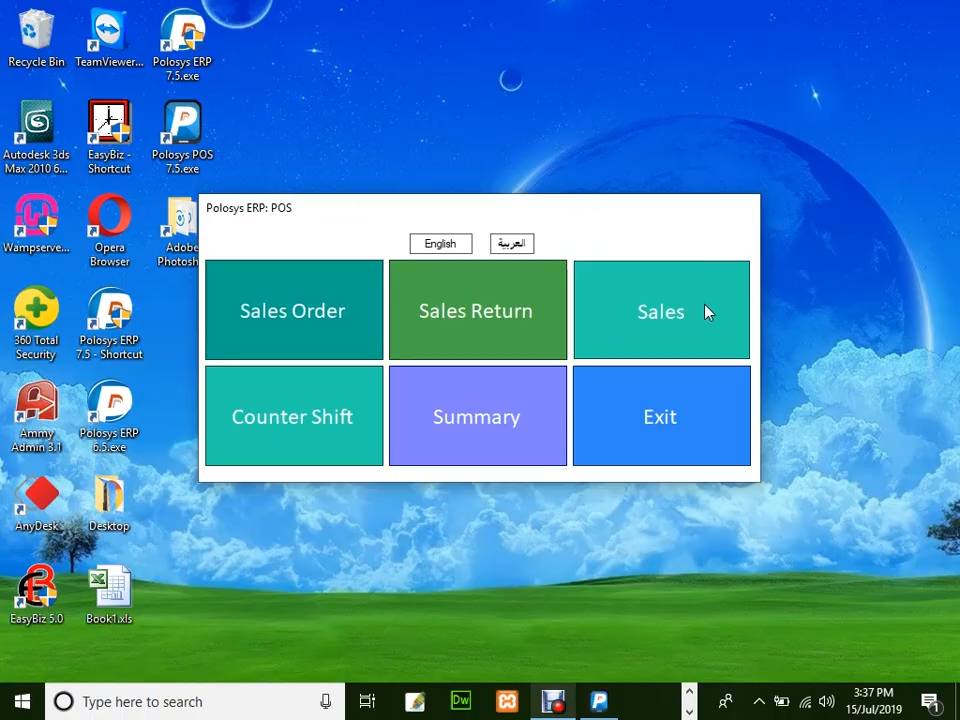 Recycle Bin
TeamViewer...
Polosys ERP
7.5.exe
Autodesk 3ds
Max 2010 6...
EasyBiz -
Shortcut
Polosys POS
7.5.exe
Wampserve...
Opera
Browser
Adobe
Photosh
360 Total
Security
Polosys ERP
7.5 - Shortcut
Ammy
Admin 3.1
Polosys ERP
6.5.exe
AnyDesk
Desktop
EasyBiz 5.0
Book1.xls
Polosys ERP: POS
English
العربية
Sales Order
Sales Return
Sales
Counter Shift
Summary
Exit
Type here to search
Dw
3:37 PM
15/Jul/2019
1